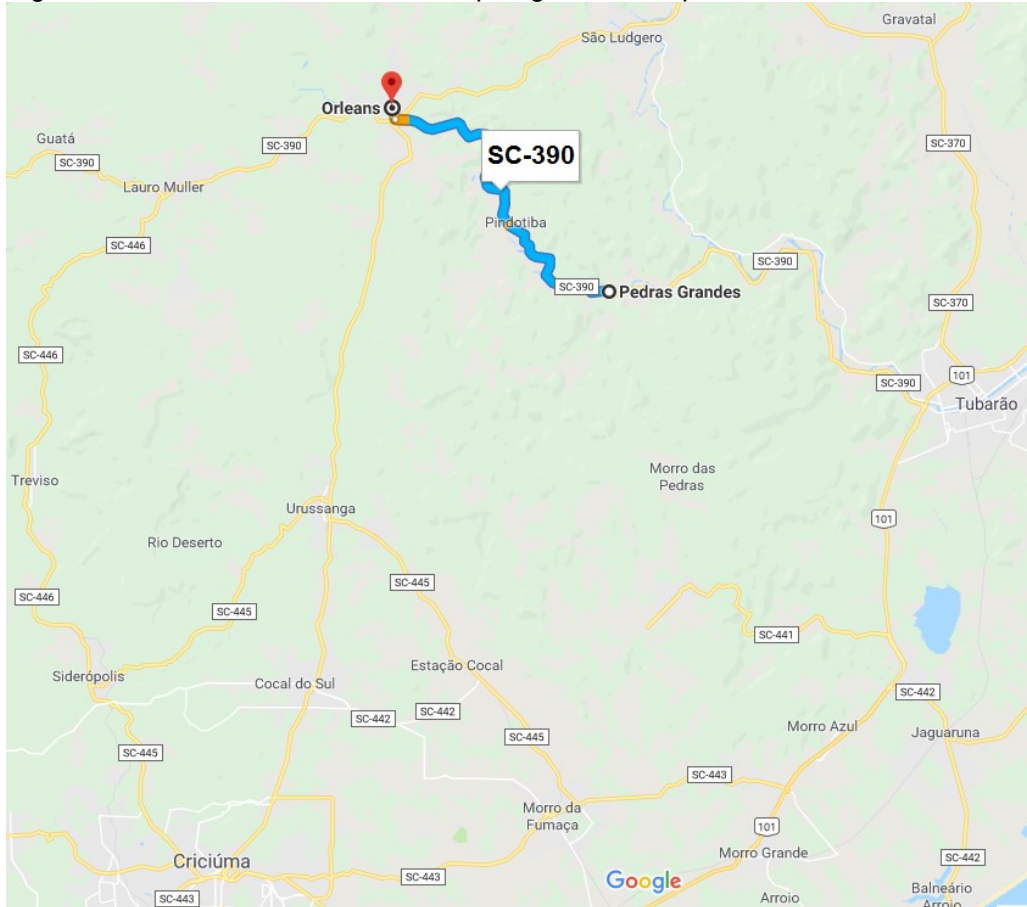 Gravatal
São Ludgero
Orleans
Guatá
SC-390
SC-390
SC-390
SC-370
Lauro Muller
Pindotiba
SC-446
SC-390
SC-390
Pedras Grandes
SC-370
SC-446
SC-390
101
Tubarão
Morro das
Pedras
Treviso
Urussanga
101
Rio Deserto
SC-445
SC-446
SC-445
SC-441
Estação Cocal
Siderópolis
Cocal do Sul
SC-442
SC-442
SC-442
Morro Azul
Jaguaruna
SC-445
SC-445
SC-443
Morro da
Fumaça
101
Morro Grande
Criciúma
SC-442
SC-443
Google
SC-443
Arroio
Balneário
Arroio